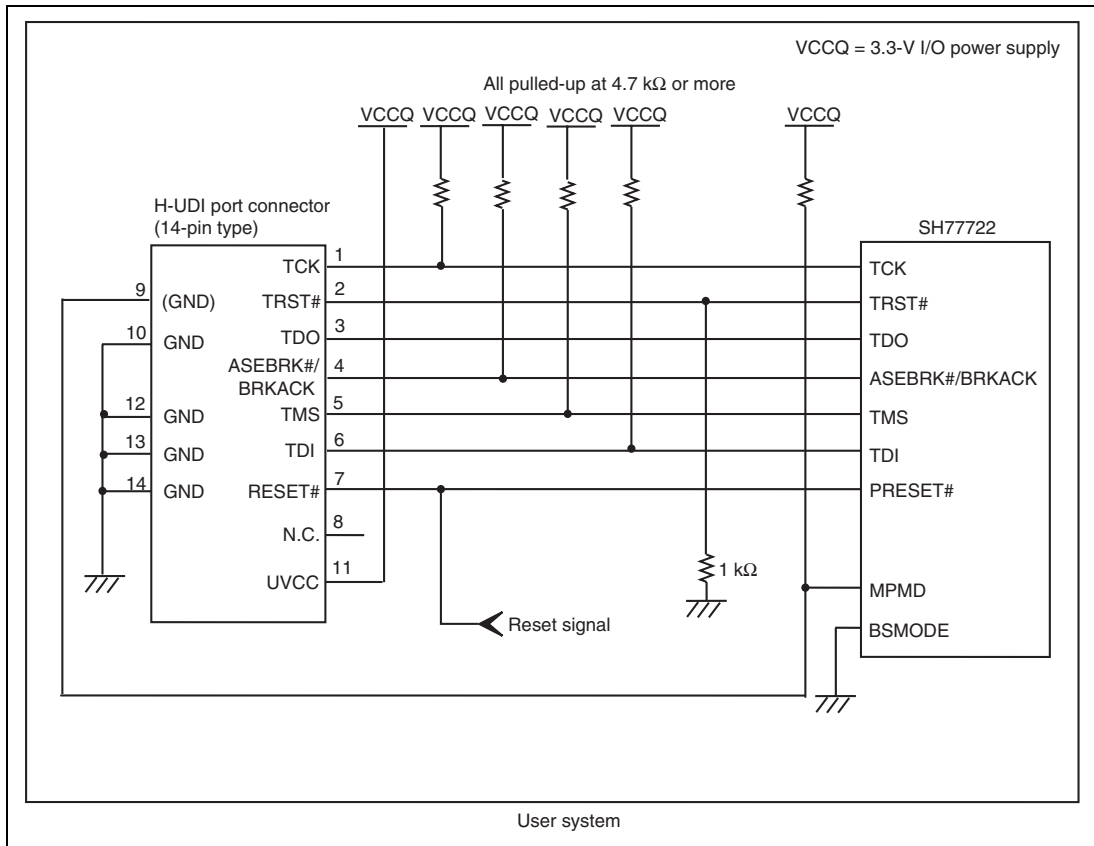 VCCQ = 3.3-V I/O power supply
All pulled-up at 4.7 kΩ or more
VCCQ VCCQ VCCQ VCCQ VCCQ VCCQ
H-UDI port connector
(14-pin type)
SH77722
TCK 1 TCK
9 (GND) TRST# 2 TRST#
10 GND TDO 3 TDO
ASEBRK#/
BRKACK 4 ASEBRK#/BRKACK
12 GND TMS 5 TMS
13 GND TDI 6 TDI
14 GND RESET# 7 PRESET#
N.C. 8
1 kΩ
UVCC 11 MPMD
Reset signal
BSMODE
User system